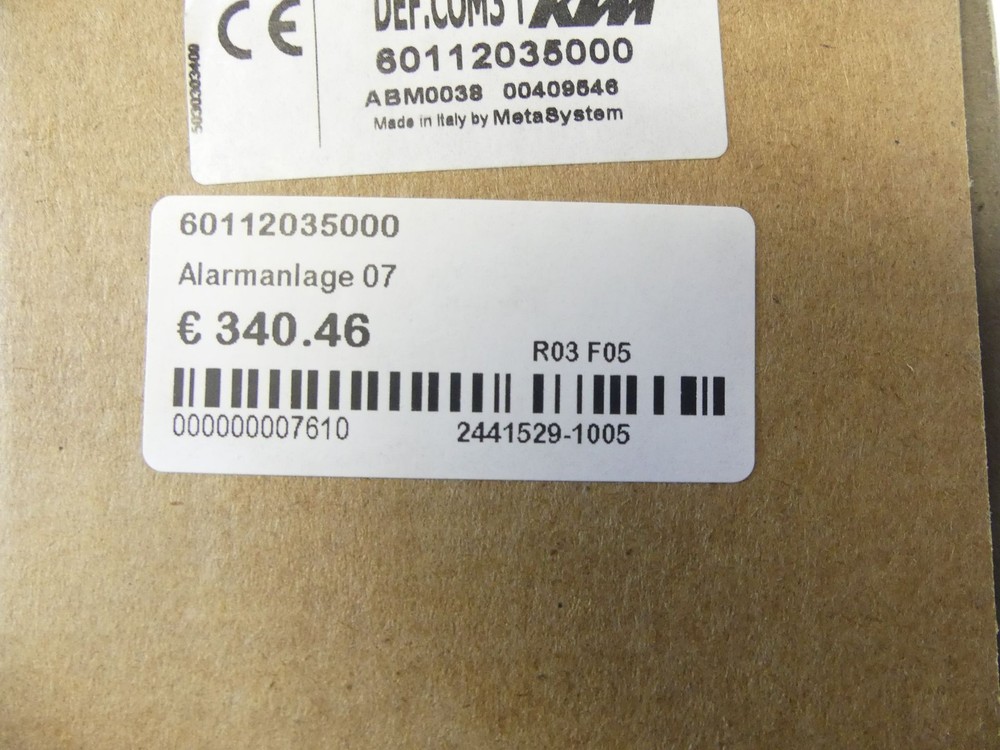 DEF.COM3 T KTM
60112035000
ABM0038 00409546
Made in Italy by MetaSystem
5030303400
60112035000
Alarmanlage 07
€ 340.46
R03 F05
000000007610 2441529-1005